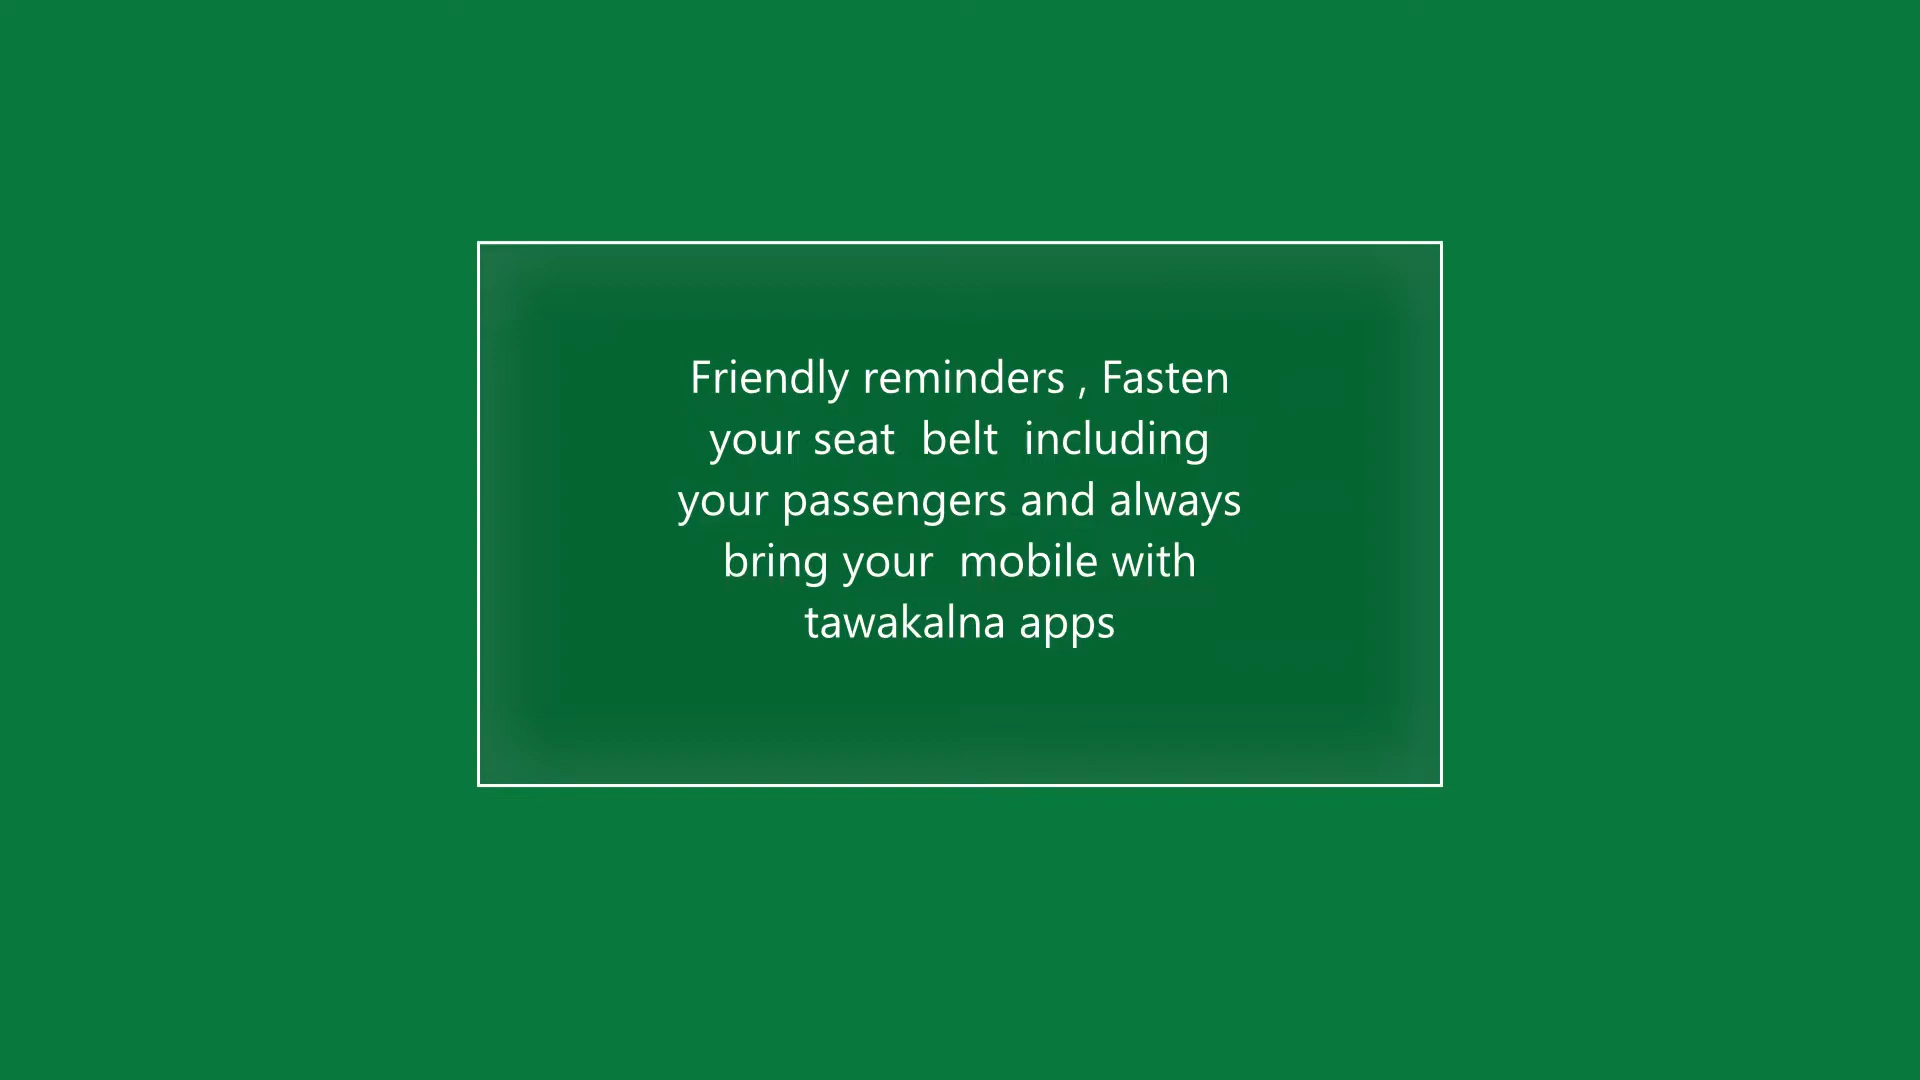 Friendly reminders , Fasten
your seat  belt  including
your passengers and always
bring your  mobile with
tawakalna apps